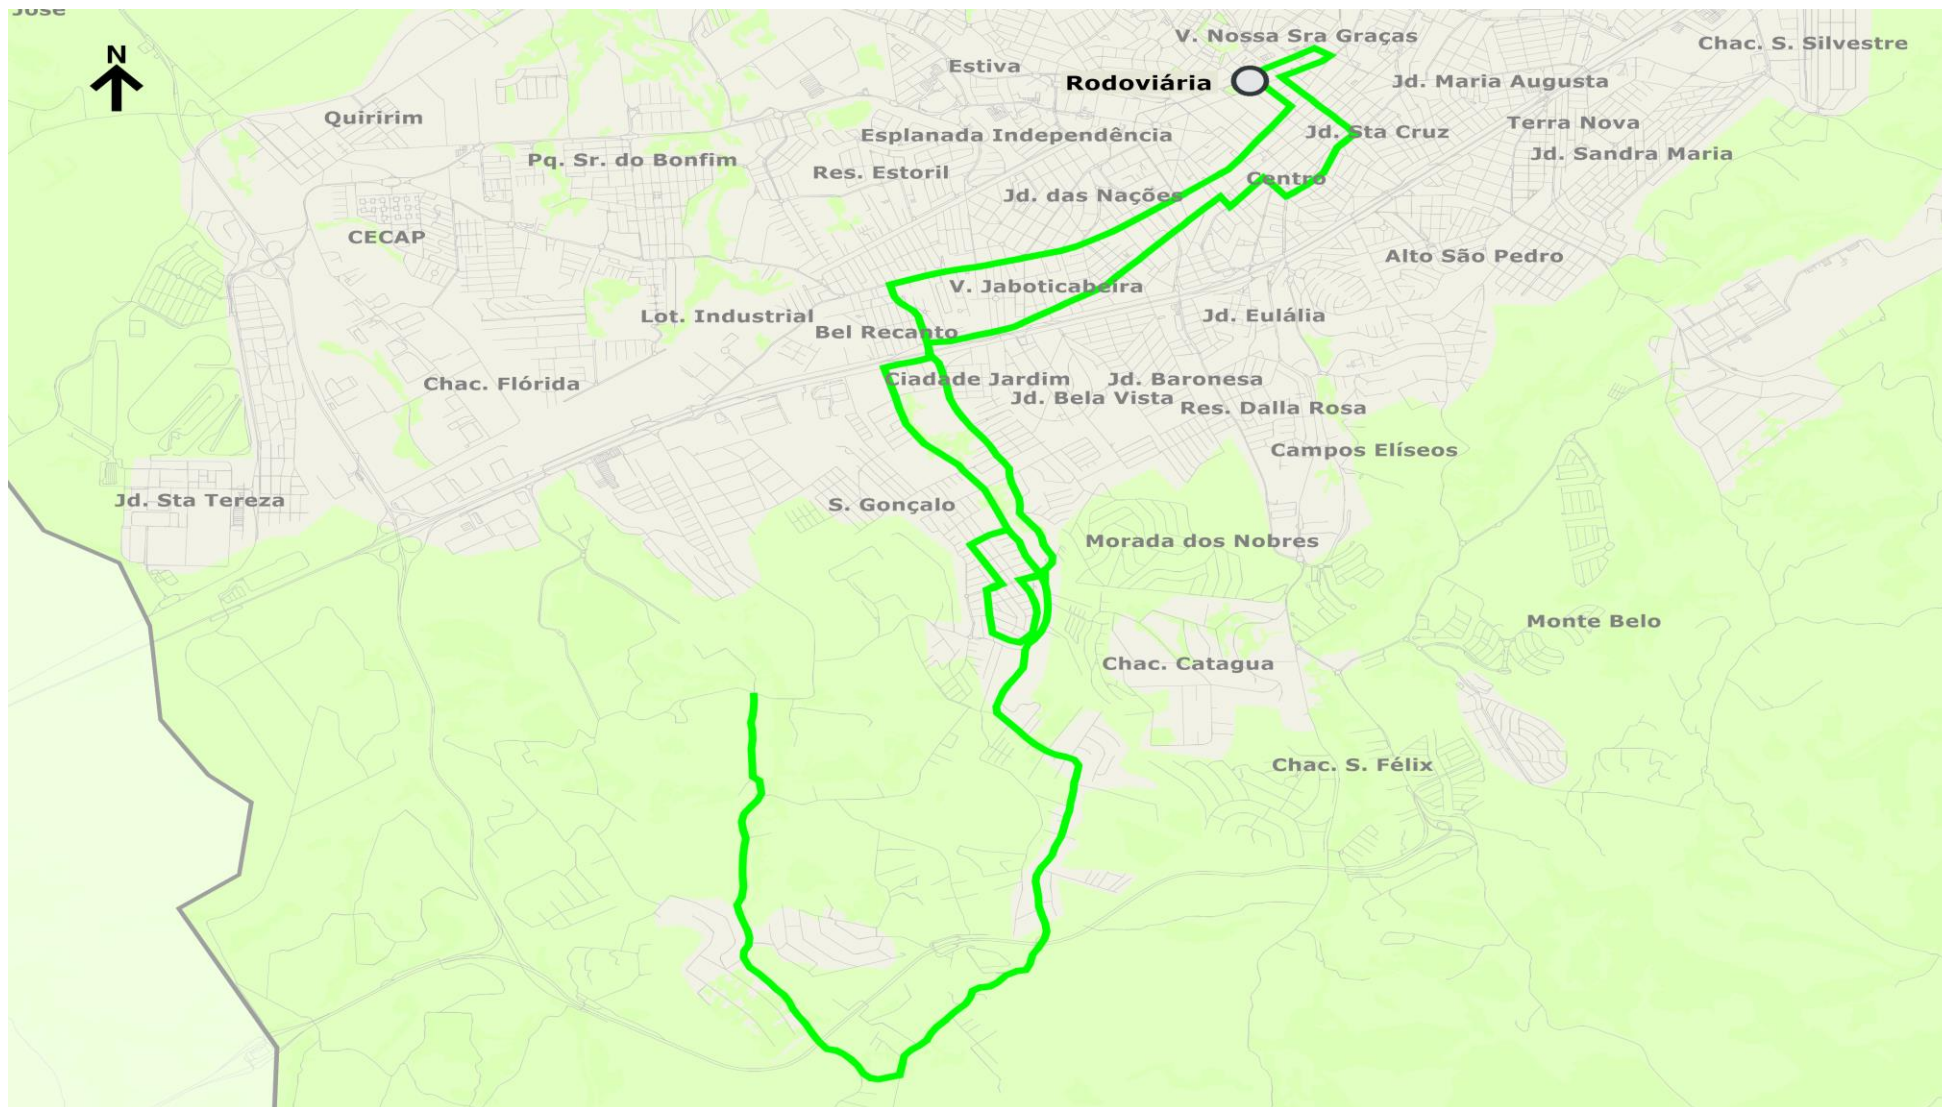 José
V. Nossa Sra Graças
Chac. S. Silvestre
N
Estiva
Rodoviária
Jd. Maria Augusta
Quiririm
Terra Nova
Esplanada Independência
Jd. Sta Cruz
Pq. Sr. do Bonfim
Jd. Sandra Maria
Res. Estoril
Centro
Jd. das Nações
CECAP
Alto São Pedro
V. Jaboticabeira
Lot. Industrial
Jd. Eulália
Bel Recanto
Chac. Flórida
Ciadade Jardim
Jd. Baronesa
Jd. Bela Vista
Res. Dalla Rosa
Campos Elíseos
Jd. Sta Tereza
S. Gonçalo
Morada dos Nobres
Monte Belo
Chac. Catagua
Chac. S. Félix